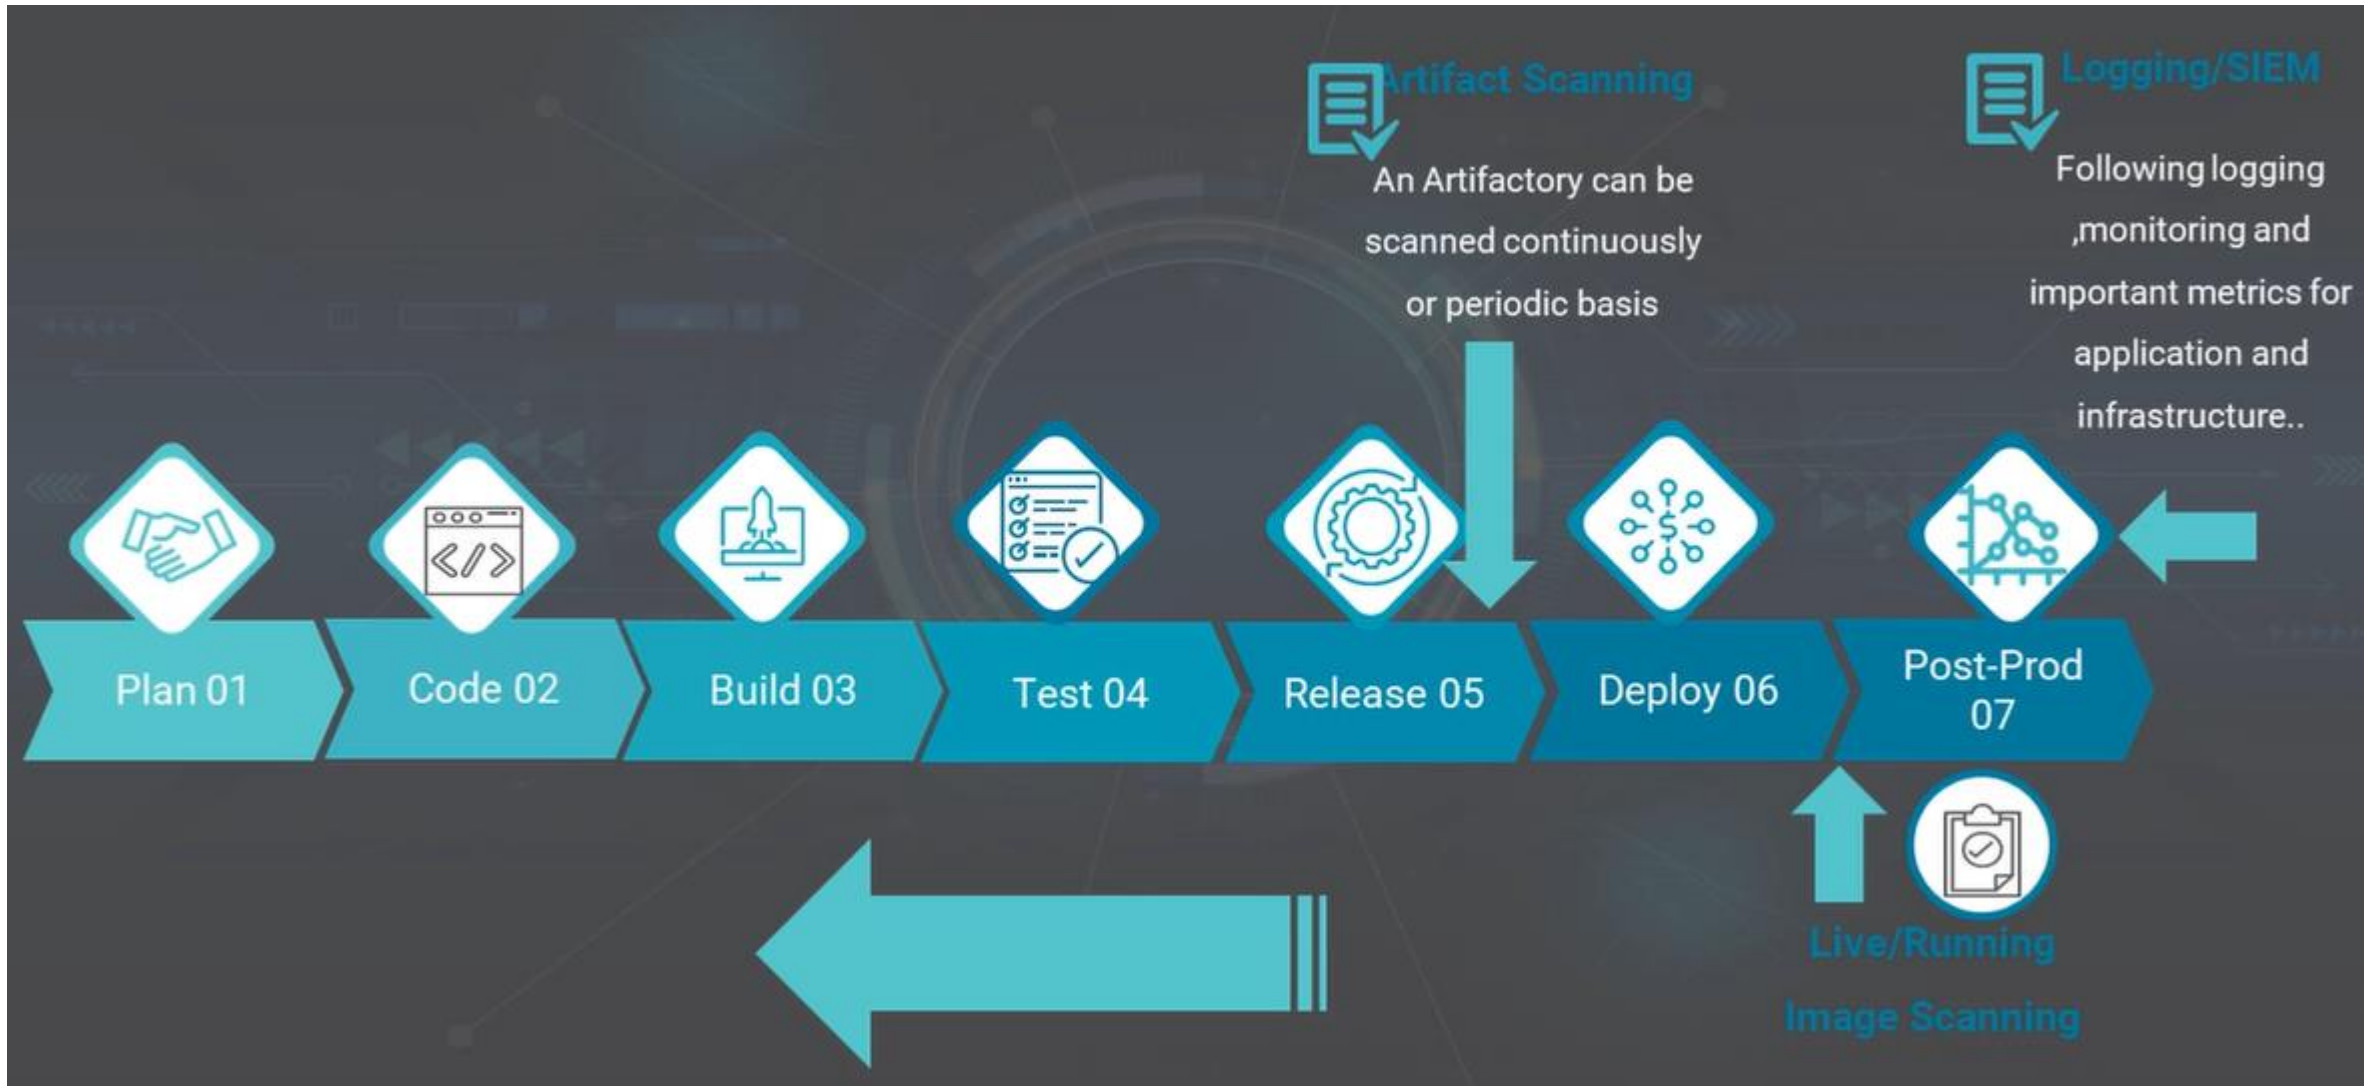 Artifact Scanning
An Artifactory can be
scanned continuously
or periodic basis
Logging/SIEM
Following logging
,monitoring and
important metrics for
application and
infrastructure..
Plan 01
Code 02
Build 03
Test 04
Release 05
Deploy 06
Post-Prod
07
Live/Running
Image Scanning